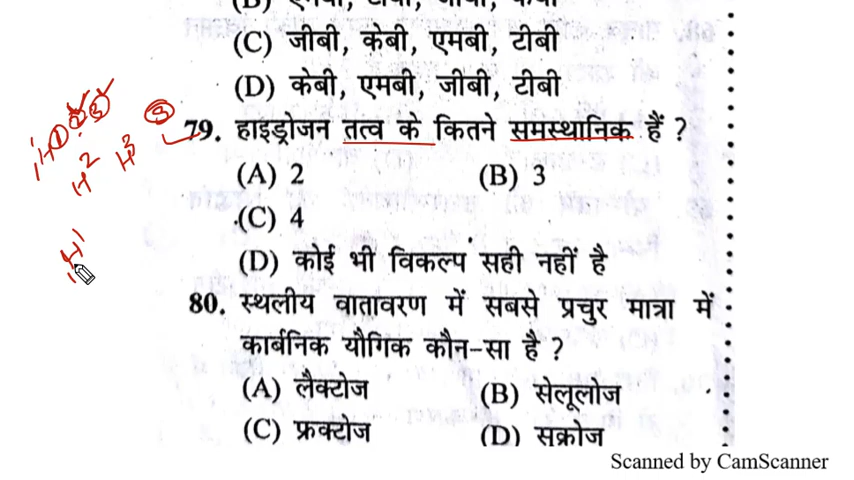 (D) केबी, एमबी, जीबी, टीबी
(C) जीबी, केबी, एमबी, टीबी
79. हाइड्रोजन तत्व के कितने समस्थानिक हैं ?
(A) 2 (B) 3
(C) 4
(D) कोई भी विकल्प सही नहीं है
80. स्थलीय वातावरण में सबसे प्रचुर मात्रा में
कार्बनिक यौगिक कौन-सा है ?
(A) लैक्टोज (B) सेलूलोज
(C) फ्रक्टोज (D) सक्रोज
Scanned by CamScanner